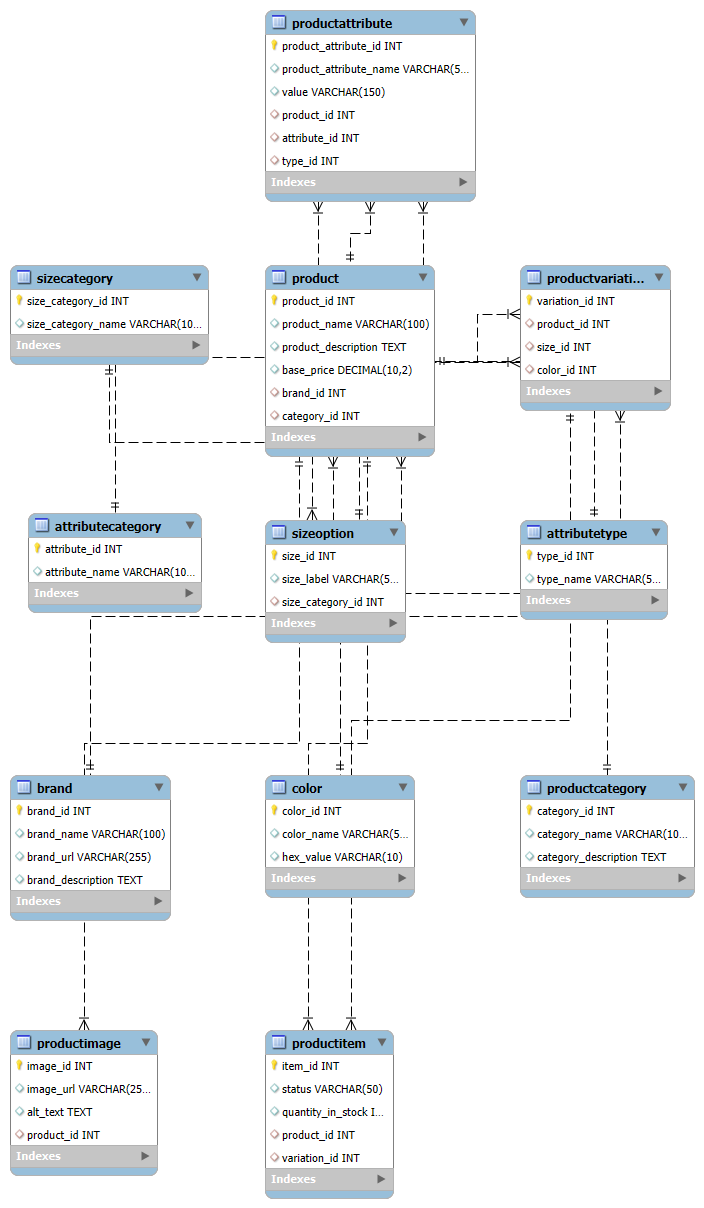 productattribute
product_attribute_id INT
product_attribute_name VARCHAR(5...
value VARCHAR(150)
product_id INT
attribute_id INT
type_id INT
Indexes
sizecategory
size_category_id INT
size_category_name VARCHAR(10...
Indexes
product
product_id INT
product_name VARCHAR(100)
product_description TEXT
base_price DECIMAL(10,2)
brand_id INT
category_id INT
Indexes
productvariati...
variation_id INT
product_id INT
size_id INT
color_id INT
Indexes
attributecategory
attribute_id INT
attribute_name VARCHAR(10...
Indexes
sizeoption
size_id INT
size_label VARCHAR(5...
size_category_id INT
Indexes
attributetype
type_id INT
type_name VARCHAR(5...
Indexes
brand
brand_id INT
brand_name VARCHAR(100)
brand_url VARCHAR(255)
brand_description TEXT
Indexes
color
color_id INT
color_name VARCHAR(5...
hex_value VARCHAR(10)
Indexes
productcategory
category_id INT
category_name VARCHAR(10...
category_description TEXT
Indexes
productimage
image_id INT
image_url VARCHAR(25...
alt_text TEXT
product_id INT
Indexes
productitem
item_id INT
status VARCHAR(50)
quantity_in_stock I...
product_id INT
variation_id INT
Indexes